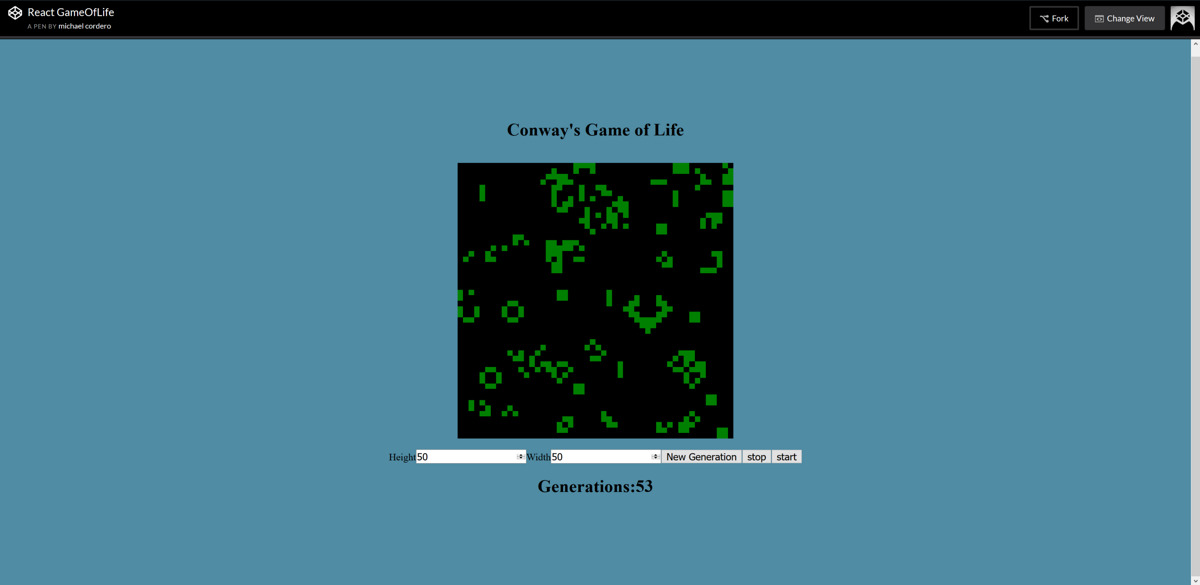 React GameOfLife
A PEN BY michael cordero
Fork
Change View
Conway's Game of Life
Height 50 Width 50 New Generation stop start
Generations:53